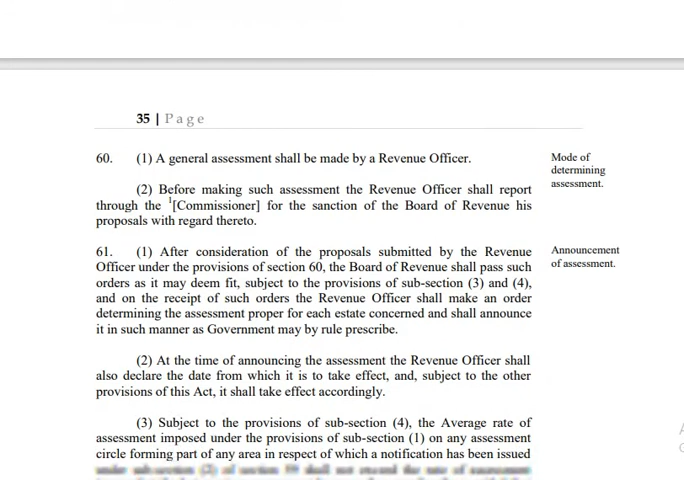 35 | Page
60. (1) A general assessment shall be made by a Revenue Officer.
Mode of
determining
assessment.
(2) Before making such assessment the Revenue Officer shall report
through the 1[Commissioner] for the sanction of the Board of Revenue his
proposals with regard thereto.
61. (1) After consideration of the proposals submitted by the Revenue
Officer under the provisions of section 60, the Board of Revenue shall pass such
orders as it may deem fit, subject to the provisions of sub-section (3) and (4),
and on the receipt of such orders the Revenue Officer shall make an order
determining the assessment proper for each estate concerned and shall announce
it in such manner as Government may by rule prescribe.
Announcement
of assessment.
(2) At the time of announcing the assessment the Revenue Officer shall
also declare the date from which it is to take effect, and, subject to the other
provisions of this Act, it shall take effect accordingly.
(3) Subject to the provisions of sub-section (4), the Average rate of
assessment imposed under the provisions of sub-section (1) on any assessment
circle forming part of any area in respect of which a notification has been issued